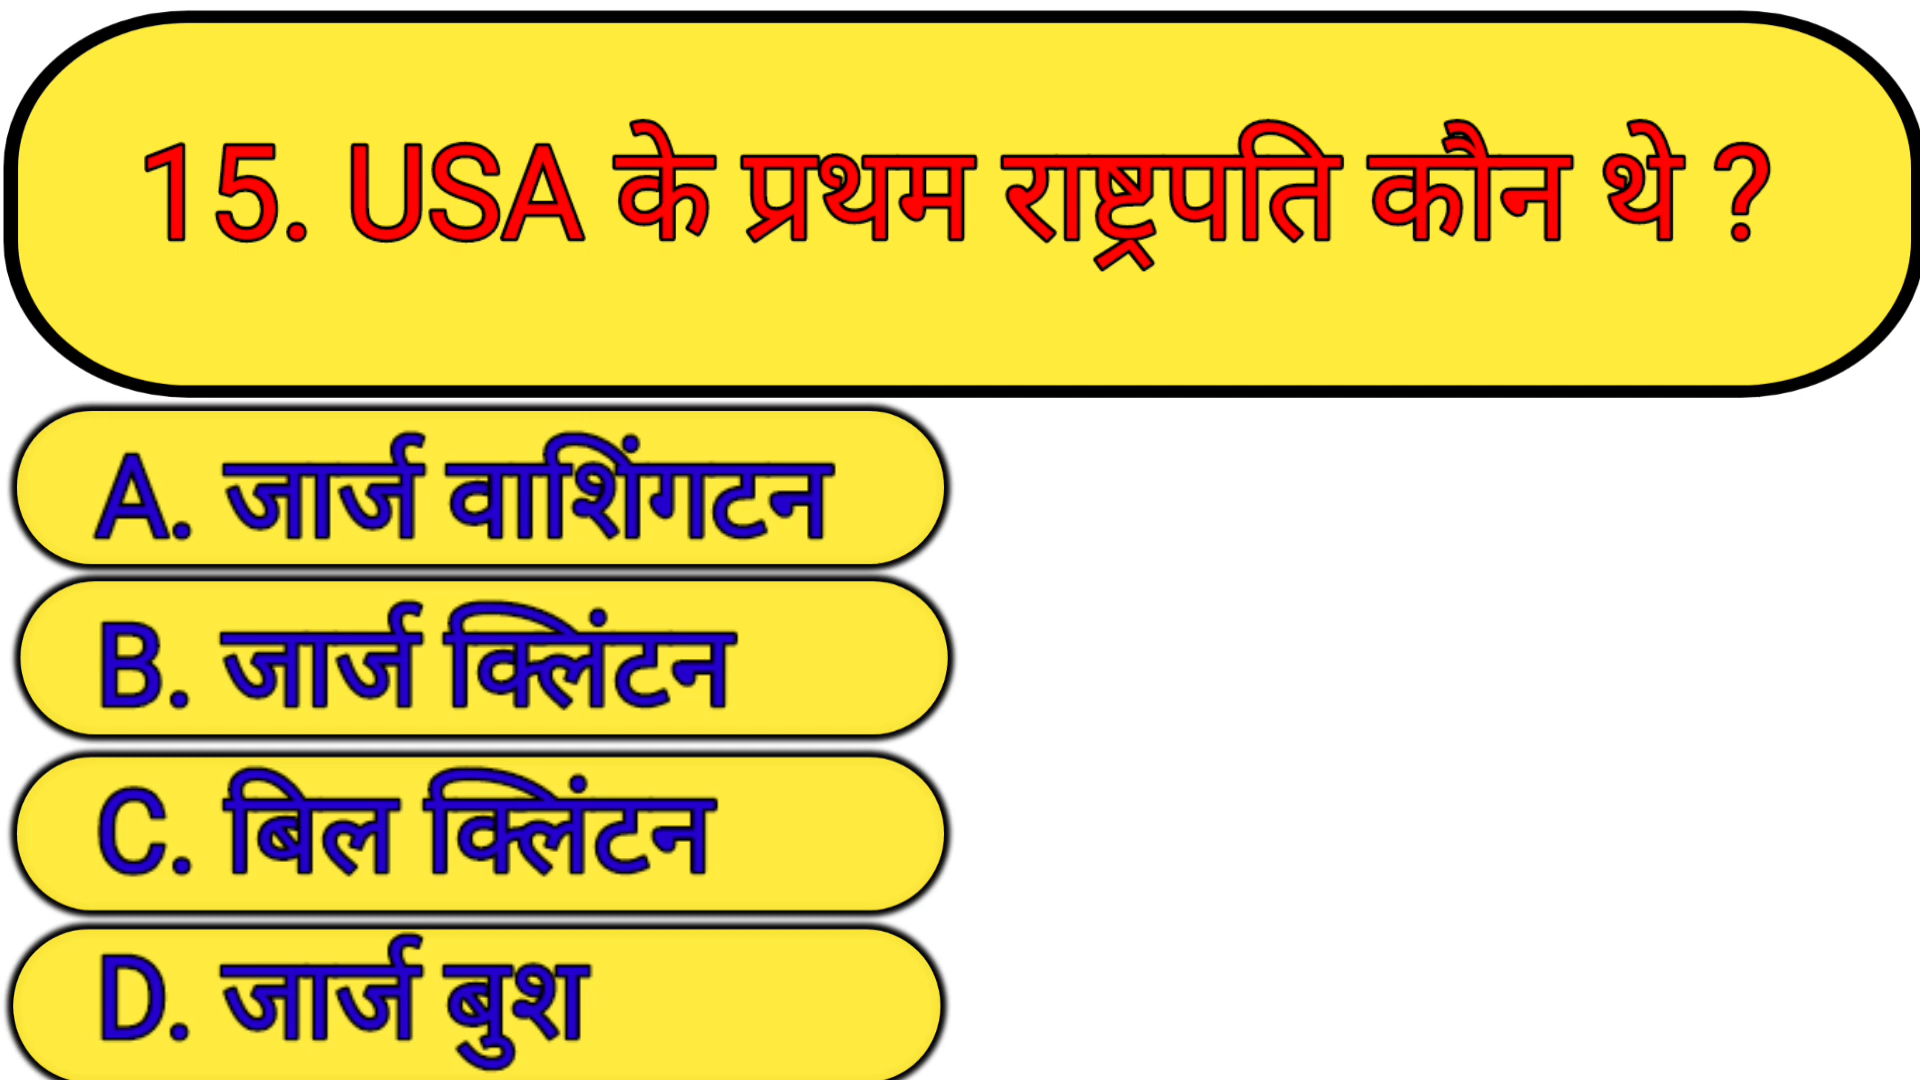 15. USA के प्रथम राष्ट्रपति कौन थे ?
A. जार्ज वाशिंगटन
B. जार्ज क्लिंटन
C. बिल क्लिंटन
D. जार्ज बुश